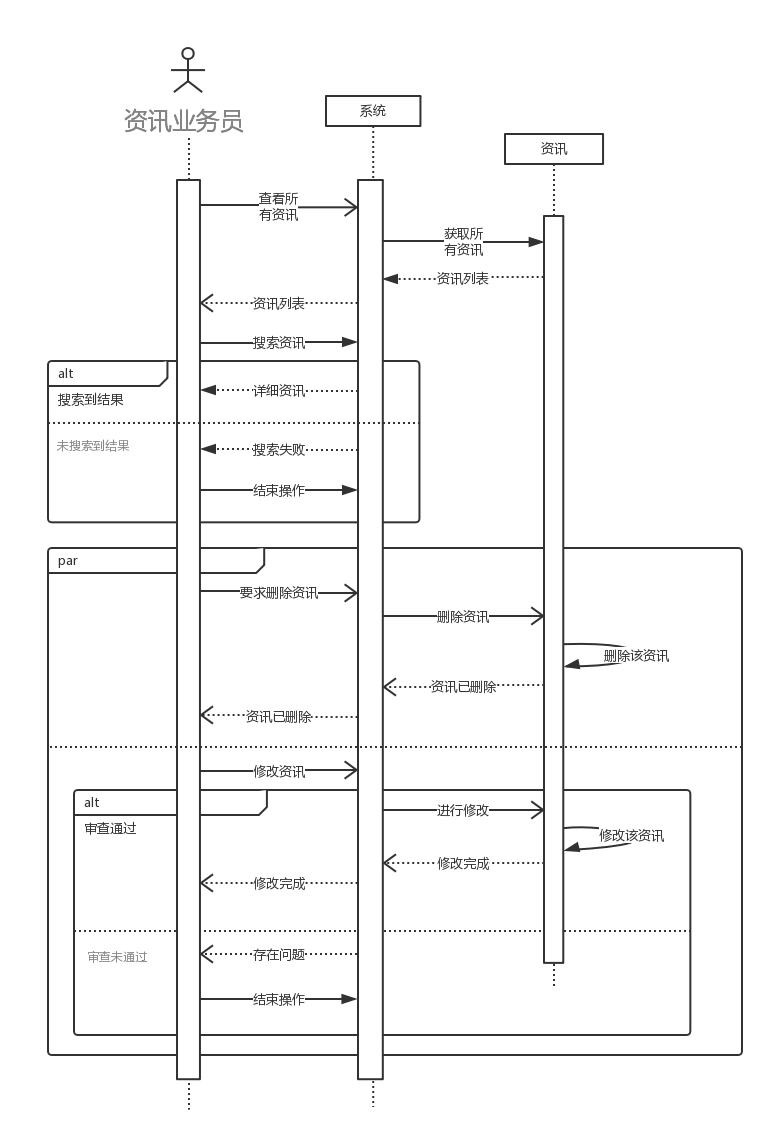 资讯业务员
系统
资讯
查看所
有资讯
获取所
有资讯
资讯列表
资讯列表
搜索资讯
alt
详细资讯
搜索到结果
未搜索到结果
搜索失败
结束操作
par
要求删除资讯
删除资讯
删除该资讯
资讯已删除
资讯已删除
修改资讯
alt
进行修改
审查通过
修改该资讯
修改完成
修改完成
存在问题
审查未通过
结束操作